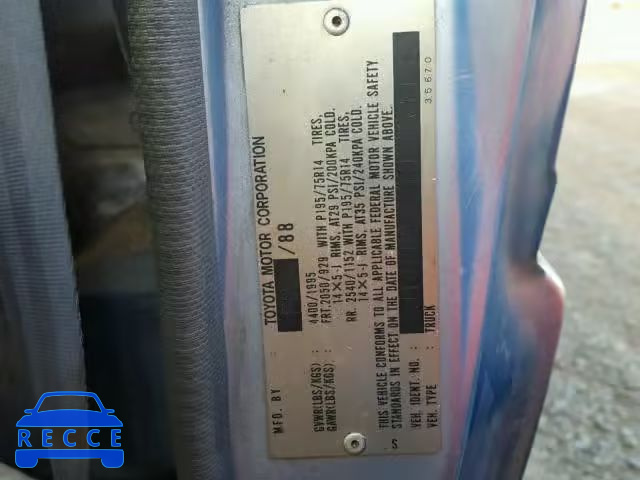 MFD. BY : TOYOTA MOTOR CORPORATION
/88
GVWR(LBS/KGS) : 4400/1995
GAWR(LBS/KGS) : FRT.2050/929 WITH P195/75R14 TIRES,
14×5-J RIMS, AT29 PSI/200KPA COLD.
RR. 2540/1152 WITH P195/75R14 TIRES,
14×5-J RIMS, AT35 PSI/240KPA COLD.
THIS VEHICLE CONFORMS TO ALL APPLICABLE FEDERAL MOTOR VEHICLE SAFETY
STANDARDS IN EFFECT ON THE DATE OF MANUFACTURE SHOWN ABOVE.
VEH. IDENT. NO. :
VEH. TYPE : TRUCK
S
35670
RECCE